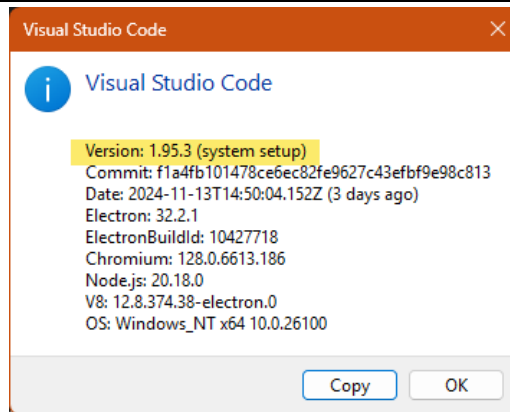 Visual Studio Code
Visual Studio Code
Version: 1.95.3 (system setup)
Commit: f1a4fb101478ce6ec82fe9627c43efbf9e98c813
Date: 2024-11-13T14:50:04.152Z (3 days ago)
Electron: 32.2.1
ElectronBuildId: 10427718
Chromium: 128.0.6613.186
Node.js: 20.18.0
V8: 12.8.374.38-electron.0
OS: Windows_NT x64 10.0.26100
Copy OK